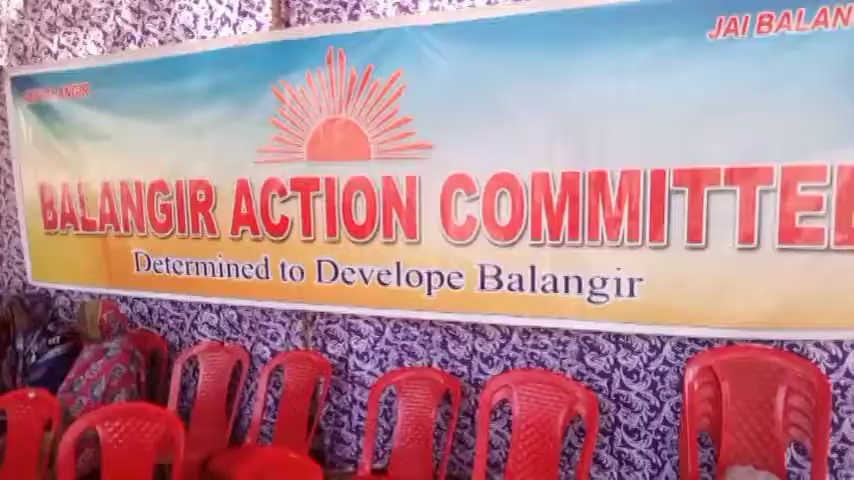 JAI BALAN
BALANGIR ACTION COMMITTEE
Determined to Develope Balangir